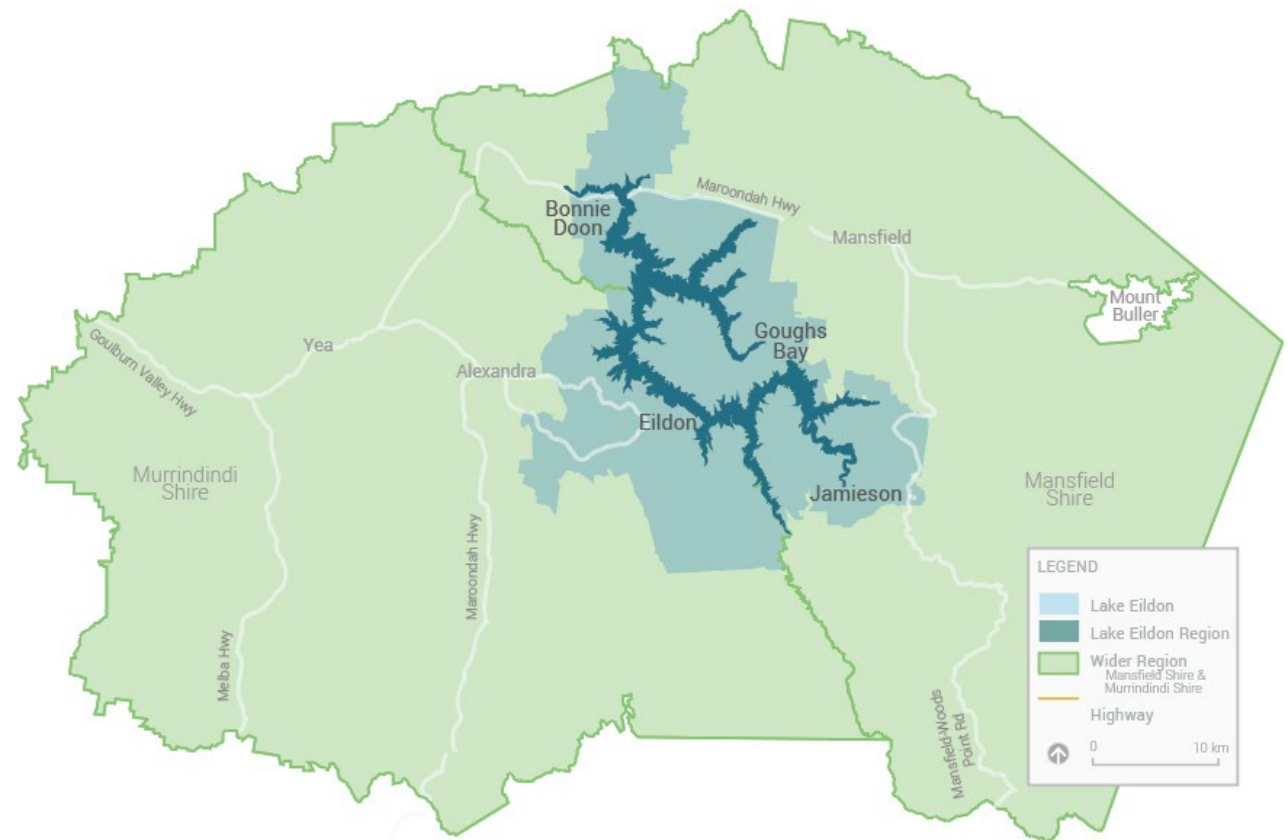 Maroondah Hwy
Bonnie
Doon
Mansfield
Mount
Buller
Goughs
Bay
Goulburn Valley Hwy
Yea
Alexandra
Eildon
Murrindindi
Shire
Jamieson
Mansfield
Shire
Maroondah Hwy
Melba Hwy
Mansfield-Woods
Point Rd
LEGEND
Lake Eildon
Lake Eildon Region
Wider Region
Mansfield Shire &
Murrindindi Shire
Highway
0 10 km